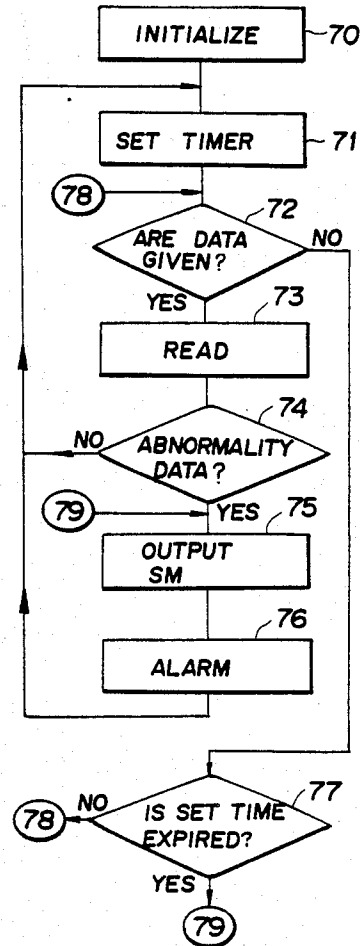 INITIALIZE 70
SET TIMER 71
78
72
ARE DATA NO
GIVEN?
YES 73
READ
74
NO ABNORMALITY
DATA?
79 YES 75
OUTPUT
SM
76
ALARM
77
NO
78 IS SET TIME
EXPIRED?
YES
79